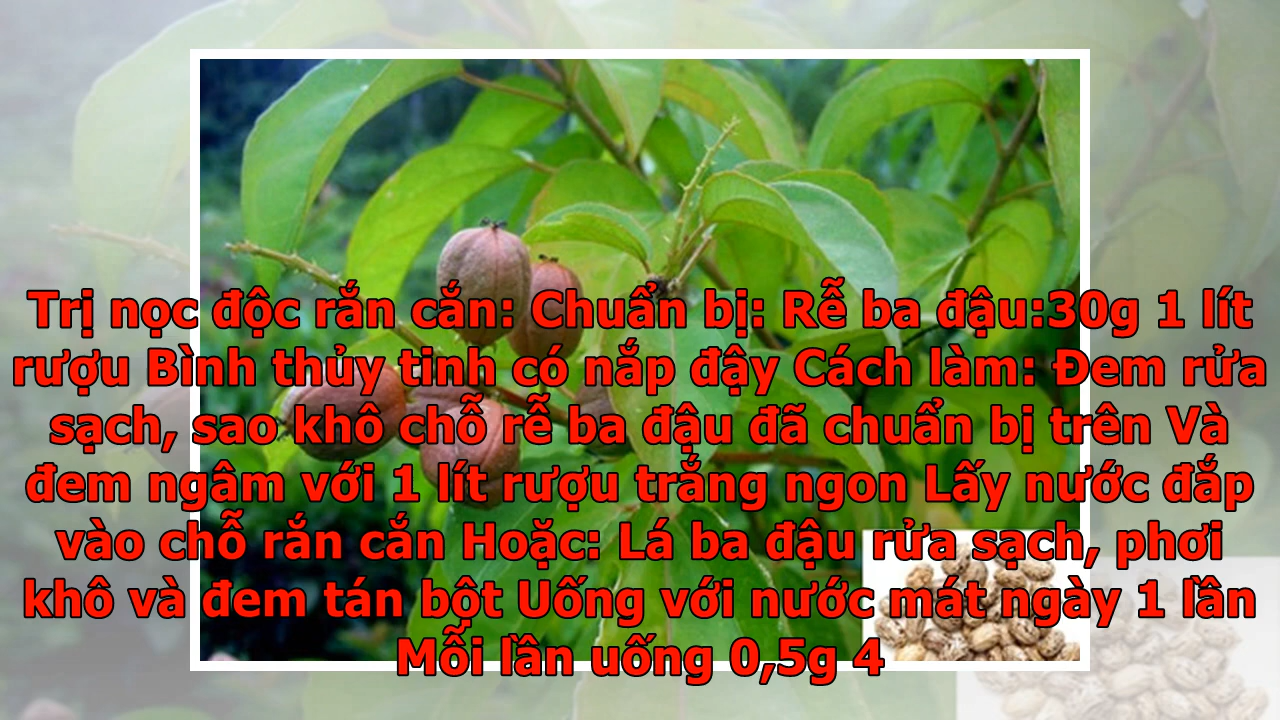 Trị nọc độc rắn cắn: Chuẩn bị: Rễ ba đậu:30g 1 lít
rượu Bình thủy tinh có nắp đậy Cách làm: Đem rửa
sạch, sao khô chỗ rễ ba đậu đã chuẩn bị trên Và
đem ngâm với 1 lít rượu trắng ngon Lấy nước đắp
vào chỗ rắn cắn Hoặc: Lá ba đậu rửa sạch, phơi
khô và đem tán bột Uống với nước mát ngày 1 lần
Mỗi lần uống 0,5g 4